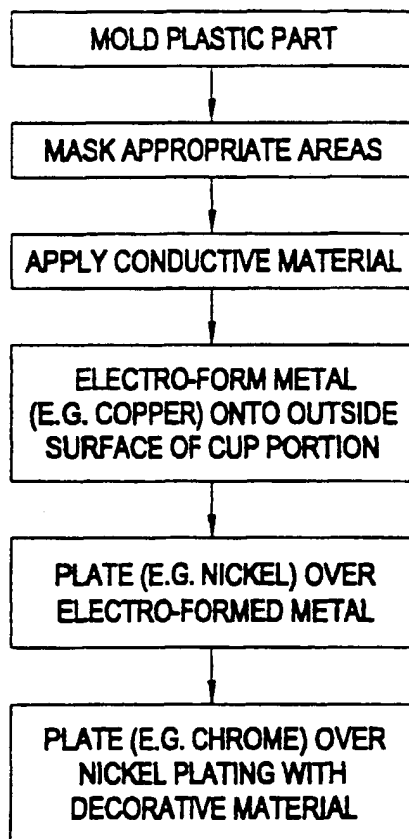 MOLD PLASTIC PART
MASK APPROPRIATE AREAS
APPLY CONDUCTIVE MATERIAL
ELECTRO-FORM METAL
(E.G. COPPER) ONTO OUTSIDE
SURFACE OF CUP PORTION
PLATE (E.G. NICKEL) OVER
ELECTRO-FORMED METAL
PLATE (E.G. CHROME) OVER
NICKEL PLATING WITH
DECORATIVE MATERIAL